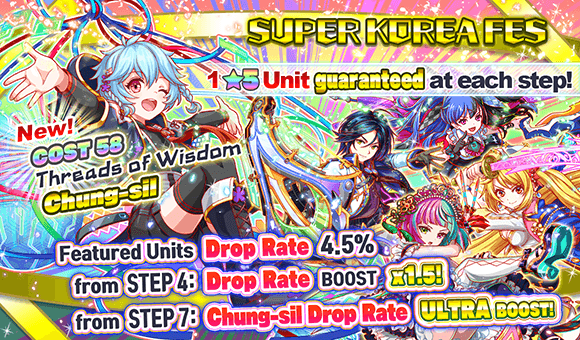 SUPER KOREA FES
1 ★5 Unit guaranteed at each step!
New!
COST 58
Threads of Wisdom
Chung-sil
Featured Units Drop Rate 4.5%
from STEP 4: Drop Rate BOOST x1.5!
from STEP 7: Chung-sil Drop Rate ULTRA BOOST!